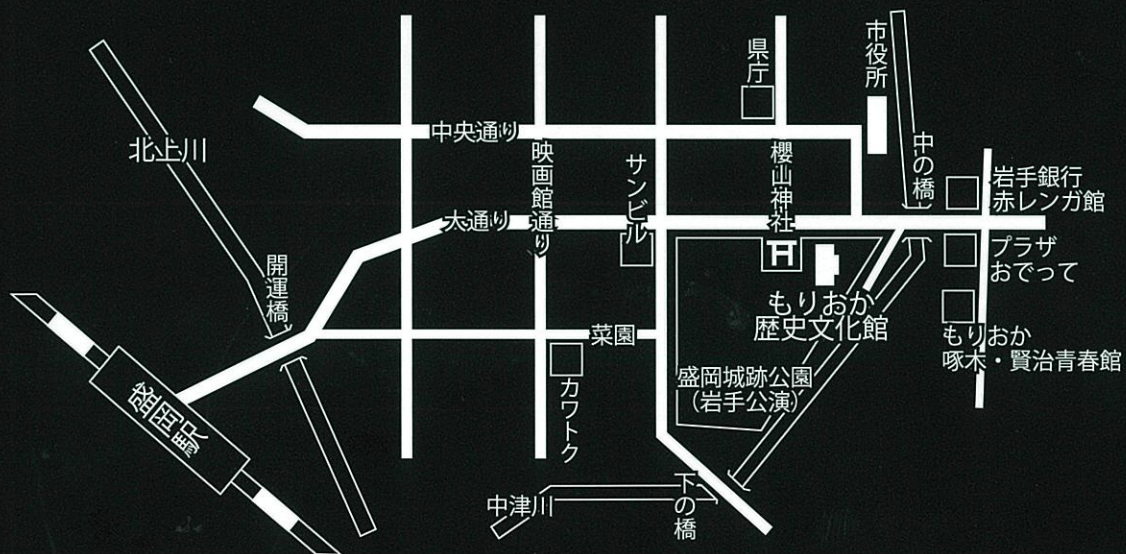 北上川
開運橋
盛岡駅
中央通り
大通り
映画館通り
サンビル
菜園
カワトク
中津川
下の橋
県庁
櫻山神社
市役所
中の橋
もりおか
歴史文化館
盛岡城跡公園
（岩手公演）
岩手銀行
赤レンガ館
プラザ
おでって
もりおか
啄木・賢治青春館